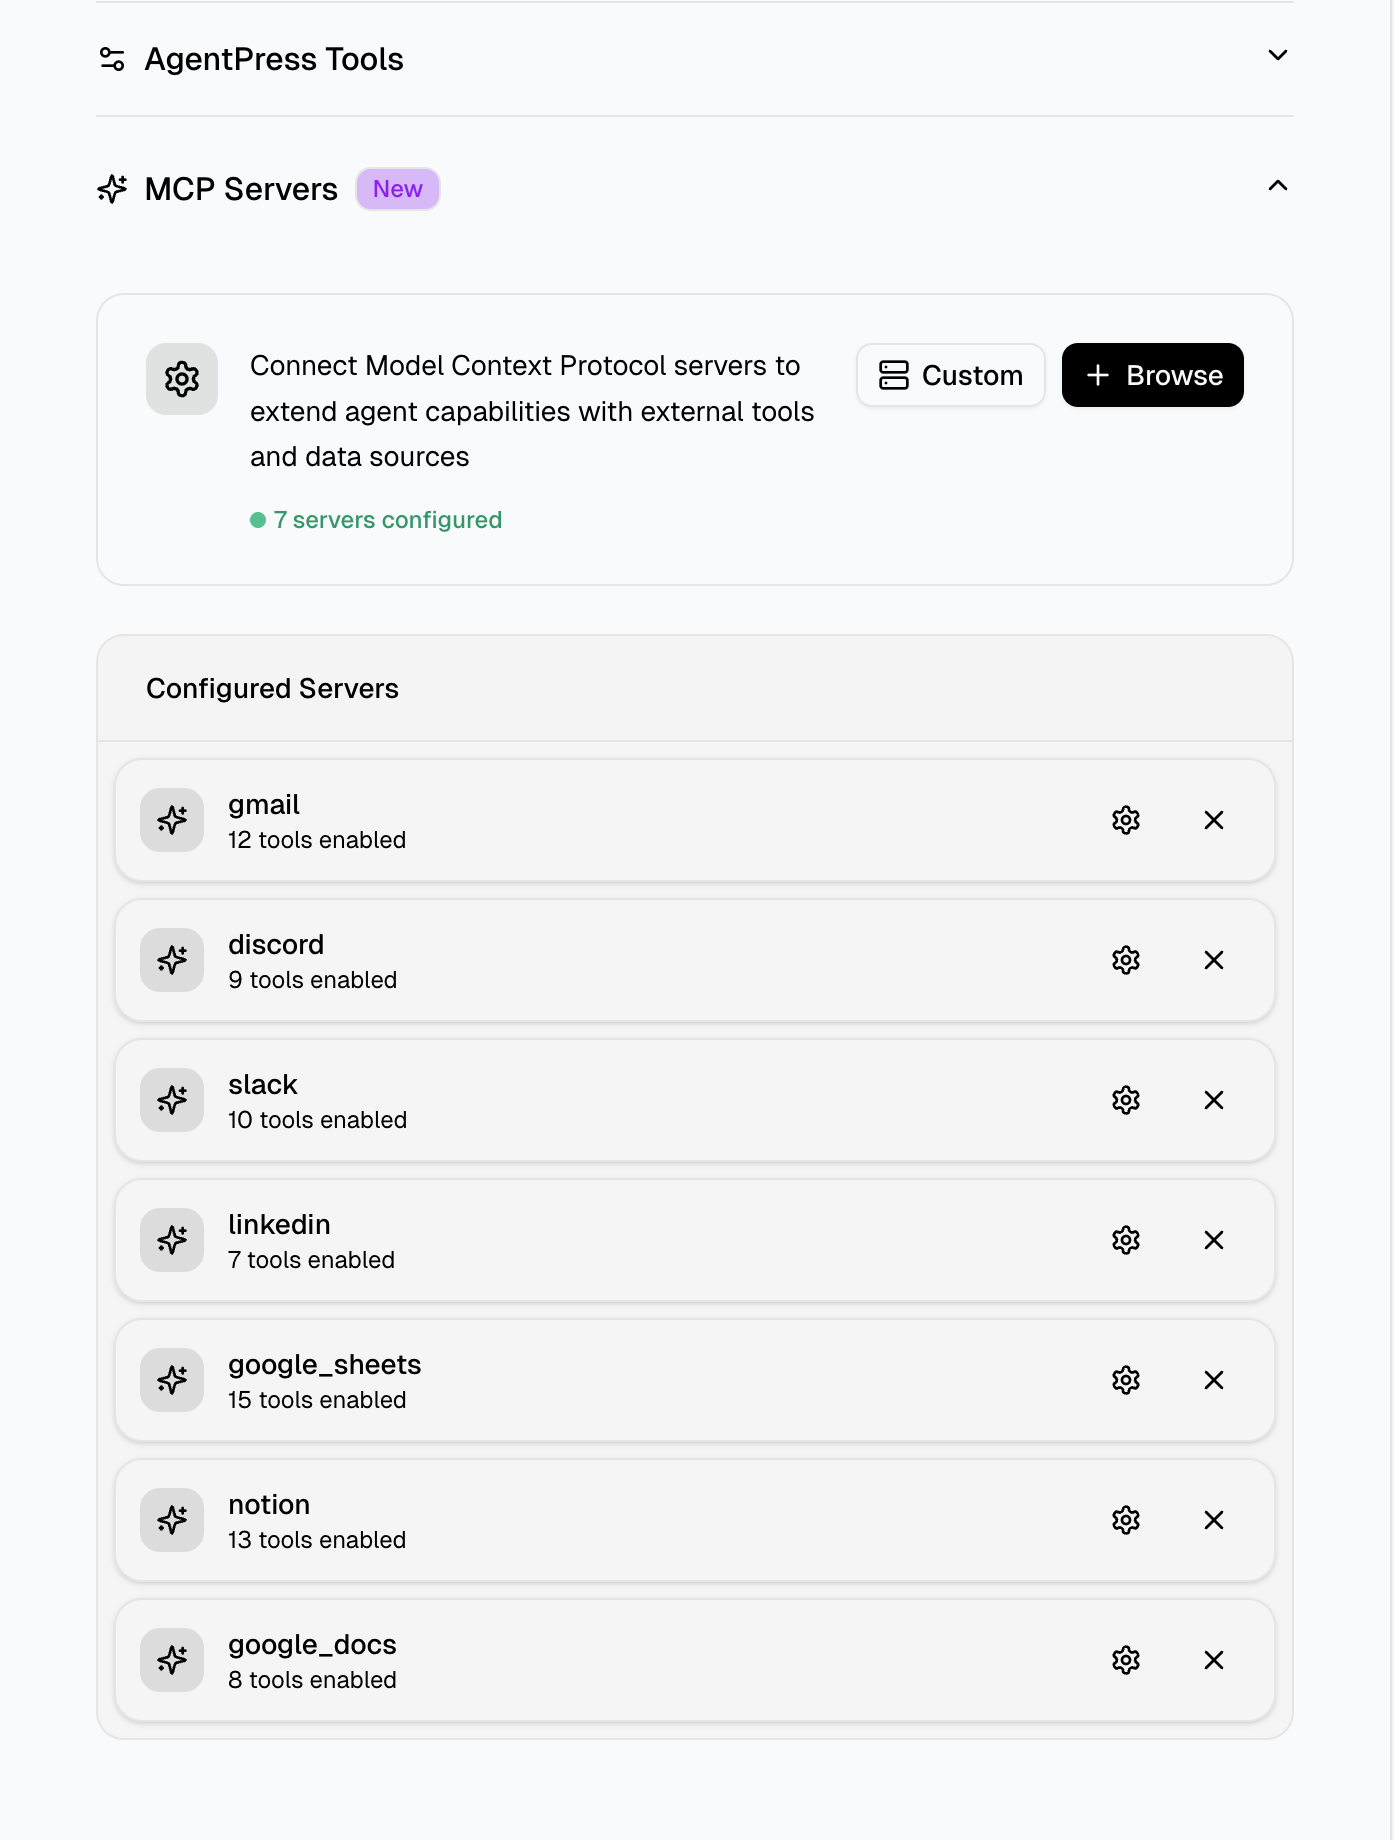 AgentPress Tools
MCP Servers New
Connect Model Context Protocol servers to
extend agent capabilities with external tools
and data sources
Custom
Browse
7 servers configured
Configured Servers
gmail
12 tools enabled
discord
9 tools enabled
slack
10 tools enabled
linkedin
7 tools enabled
google_sheets
15 tools enabled
notion
13 tools enabled
google_docs
8 tools enabled